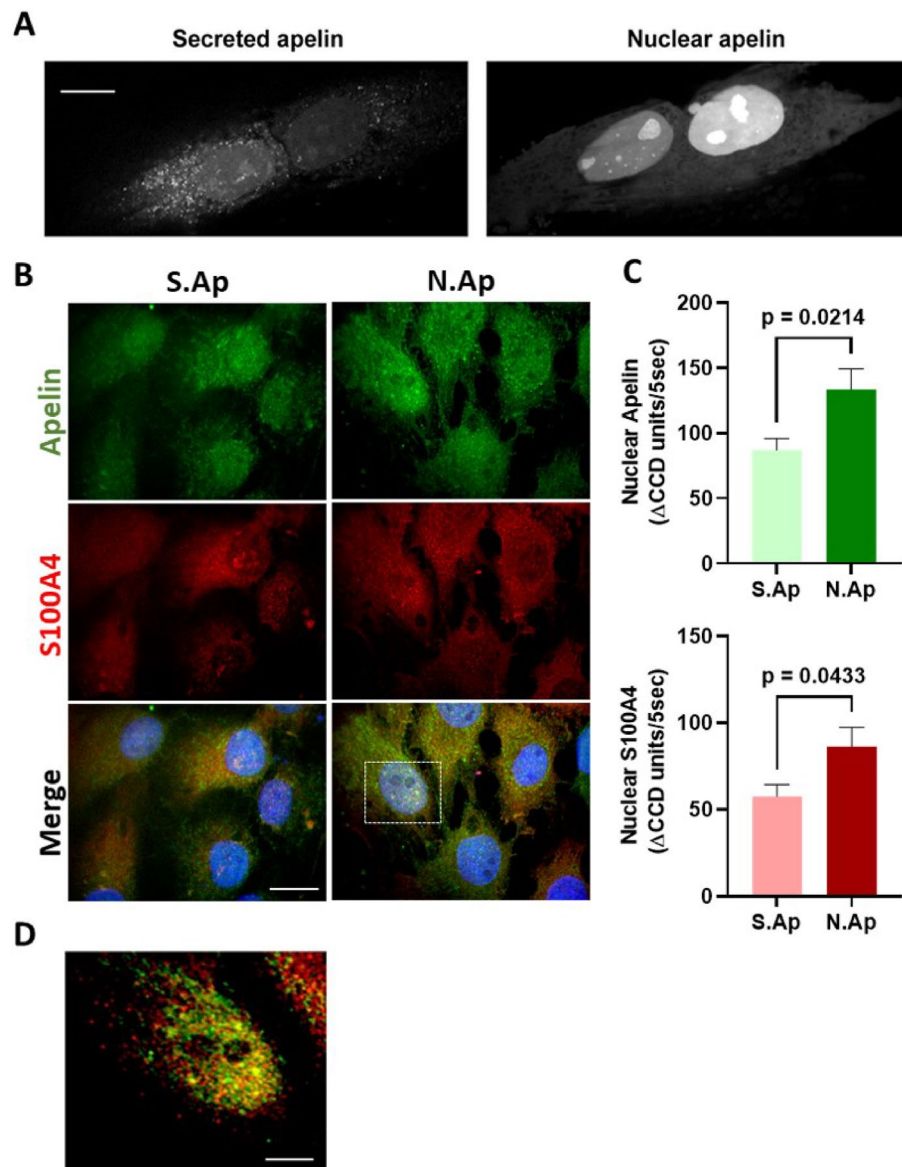 A
Secreted apelin
Nuclear apelin
B
S.Ap
N.Ap
Apelin
S100A4
Merge
C
200
150
100
50
0
Nuclear Apelin
(ΔCCD units/5sec)
p = 0.0214
S.Ap
N.Ap
150
100
50
0
Nuclear S100A4
(ΔCCD units/5sec)
p = 0.0433
S.Ap
N.Ap
D